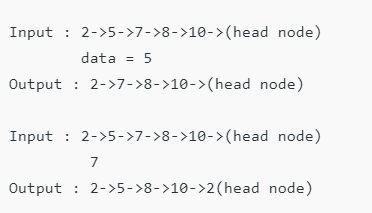 Input : 2->5->7->8->10->(head node)
data = 5
Output : 2->7->8->10->(head node)
Input : 2->5->7->8->10->(head node)
7
Output : 2->5->8->10->2(head node)